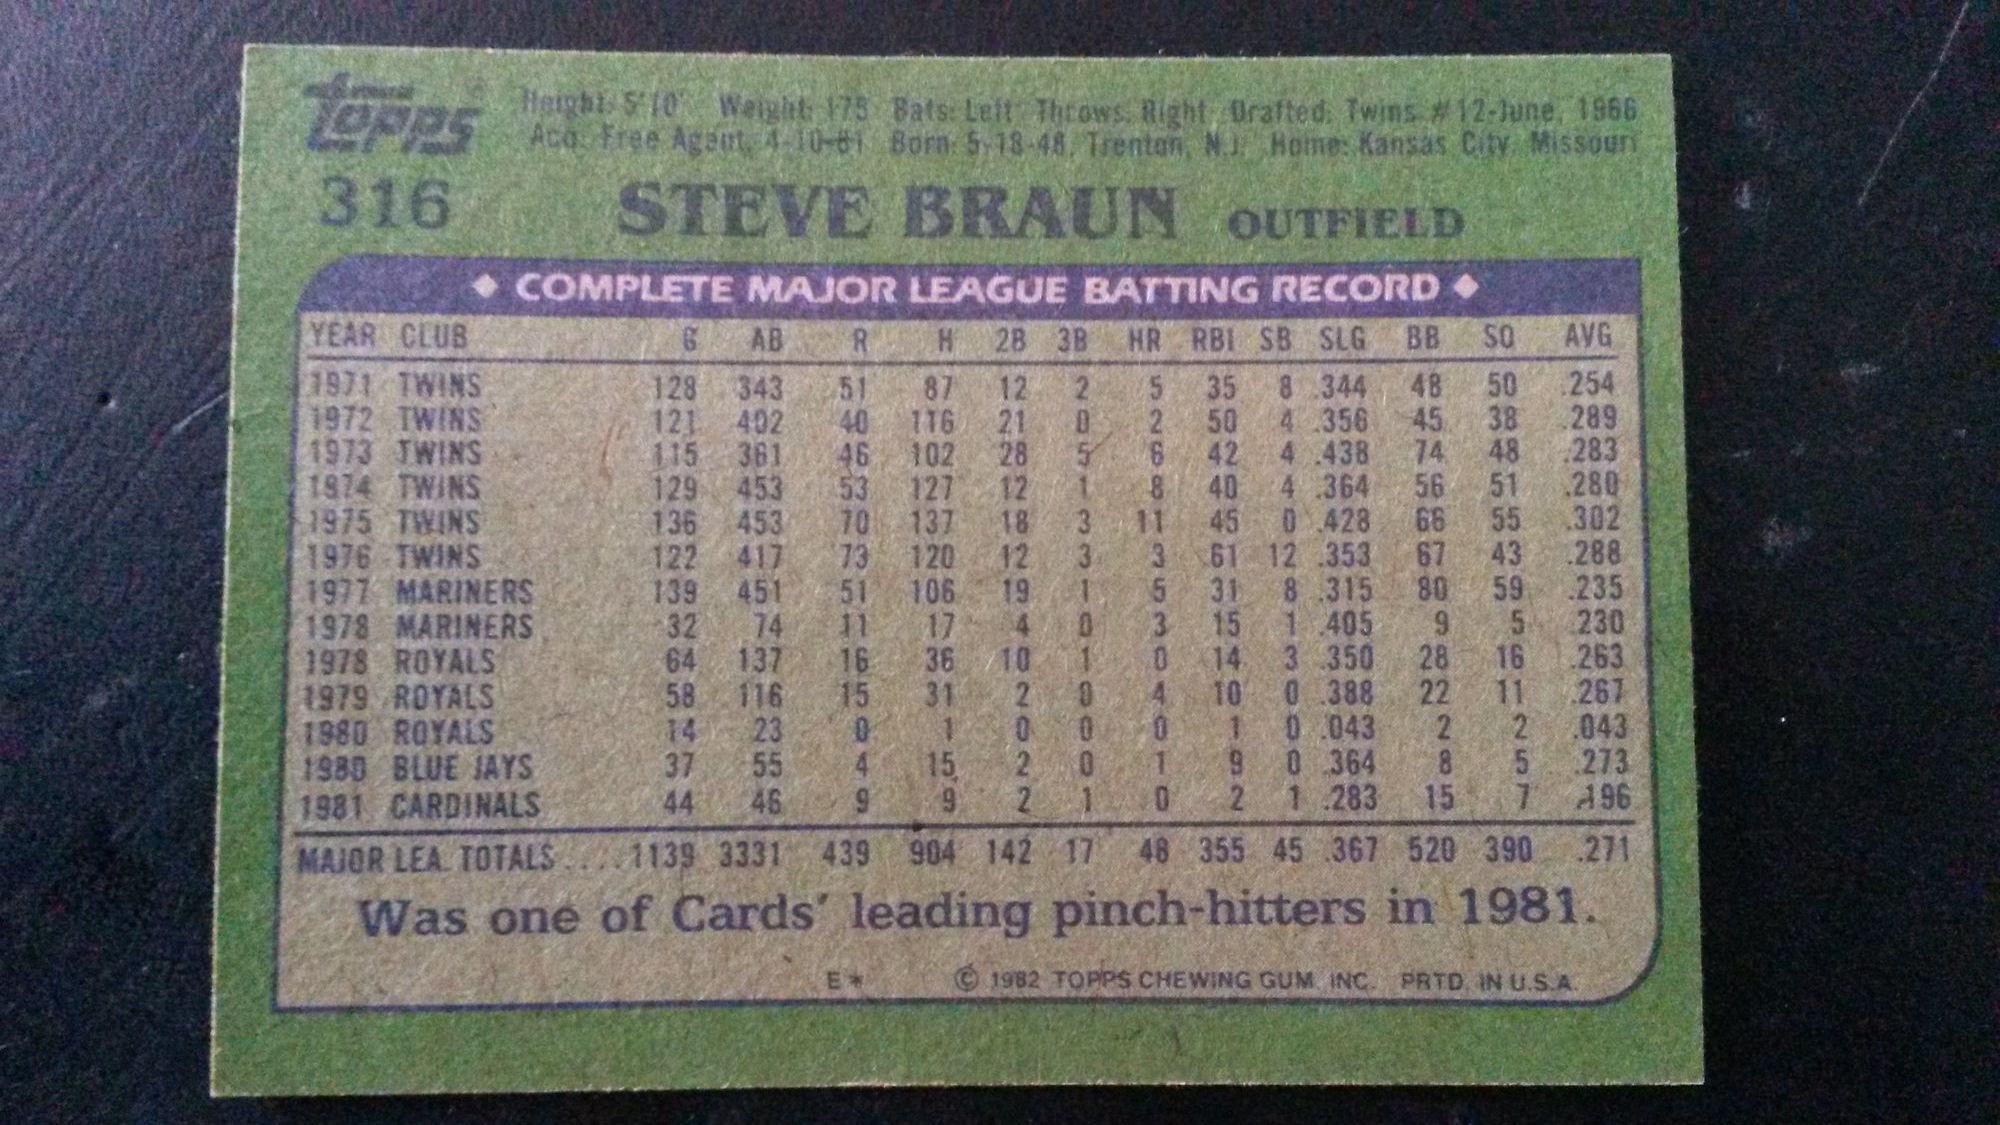 Topps Height: 5'10" Weight: 175 Bats: Left Throws: Right Drafted: Twins #12-June, 1966
Acq: Free Agent, 4-10-81 Born: 5-18-48, Trenton, N.J. Home: Kansas City, Missouri
316 STEVE BRAUN OUTFIELD
◆ COMPLETE MAJOR LEAGUE BATTING RECORD ◆
YEAR CLUB G AB R H 2B 3B HR RBI SB SLG BB SO AVG
1971 TWINS 128 343 51 87 12 2 5 35 8 .344 48 50 .254
1972 TWINS 121 402 40 116 21 0 2 50 4 .356 45 38 .289
1973 TWINS 115 361 46 102 28 5 6 42 4 .438 74 48 .283
1974 TWINS 129 453 53 127 12 1 8 40 4 .364 56 51 .280
1975 TWINS 136 453 70 137 18 3 11 45 0 .428 66 55 .302
1976 TWINS 122 417 73 120 12 3 3 61 12 .353 67 43 .288
1977 MARINERS 139 451 51 106 19 1 5 31 8 .315 80 59 .235
1978 MARINERS 32 74 11 17 4 0 3 15 1 .405 9 5 .230
1978 ROYALS 64 137 16 36 10 1 0 14 3 .350 28 16 .263
1979 ROYALS 58 116 15 31 2 0 4 10 0 .388 22 11 .267
1980 ROYALS 14 23 0 1 0 0 0 1 0 .043 2 2 .043
1980 BLUE JAYS 37 55 4 15 2 0 1 9 0 .364 8 5 .273
1981 CARDINALS 44 46 9 9 2 1 0 2 1 .283 15 7 .196
MAJOR LEA. TOTALS .... 1139 3331 439 904 142 17 48 355 45 .367 520 390 .271
Was one of Cards' leading pinch-hitters in 1981.
E* © 1982 TOPPS CHEWING GUM, INC. PRTD. IN U.S.A.